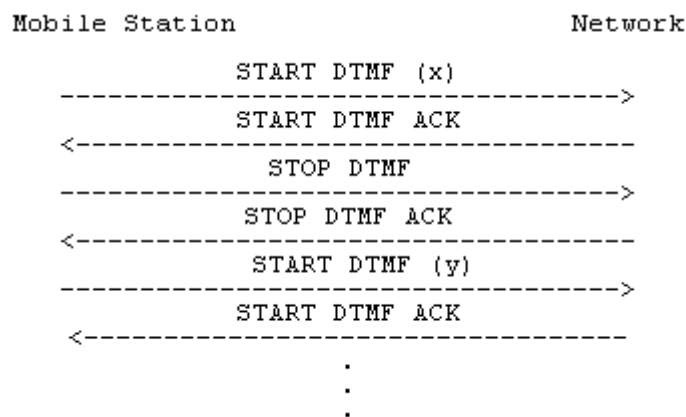 Mobile Station Network
START DTMF (x)
----------------------------------->
START DTMF ACK
<-----------------------------------
STOP DTMF
----------------------------------->
STOP DTMF ACK
<-----------------------------------
START DTMF (y)
----------------------------------->
START DTMF ACK
<----------------------------------
.
.
.